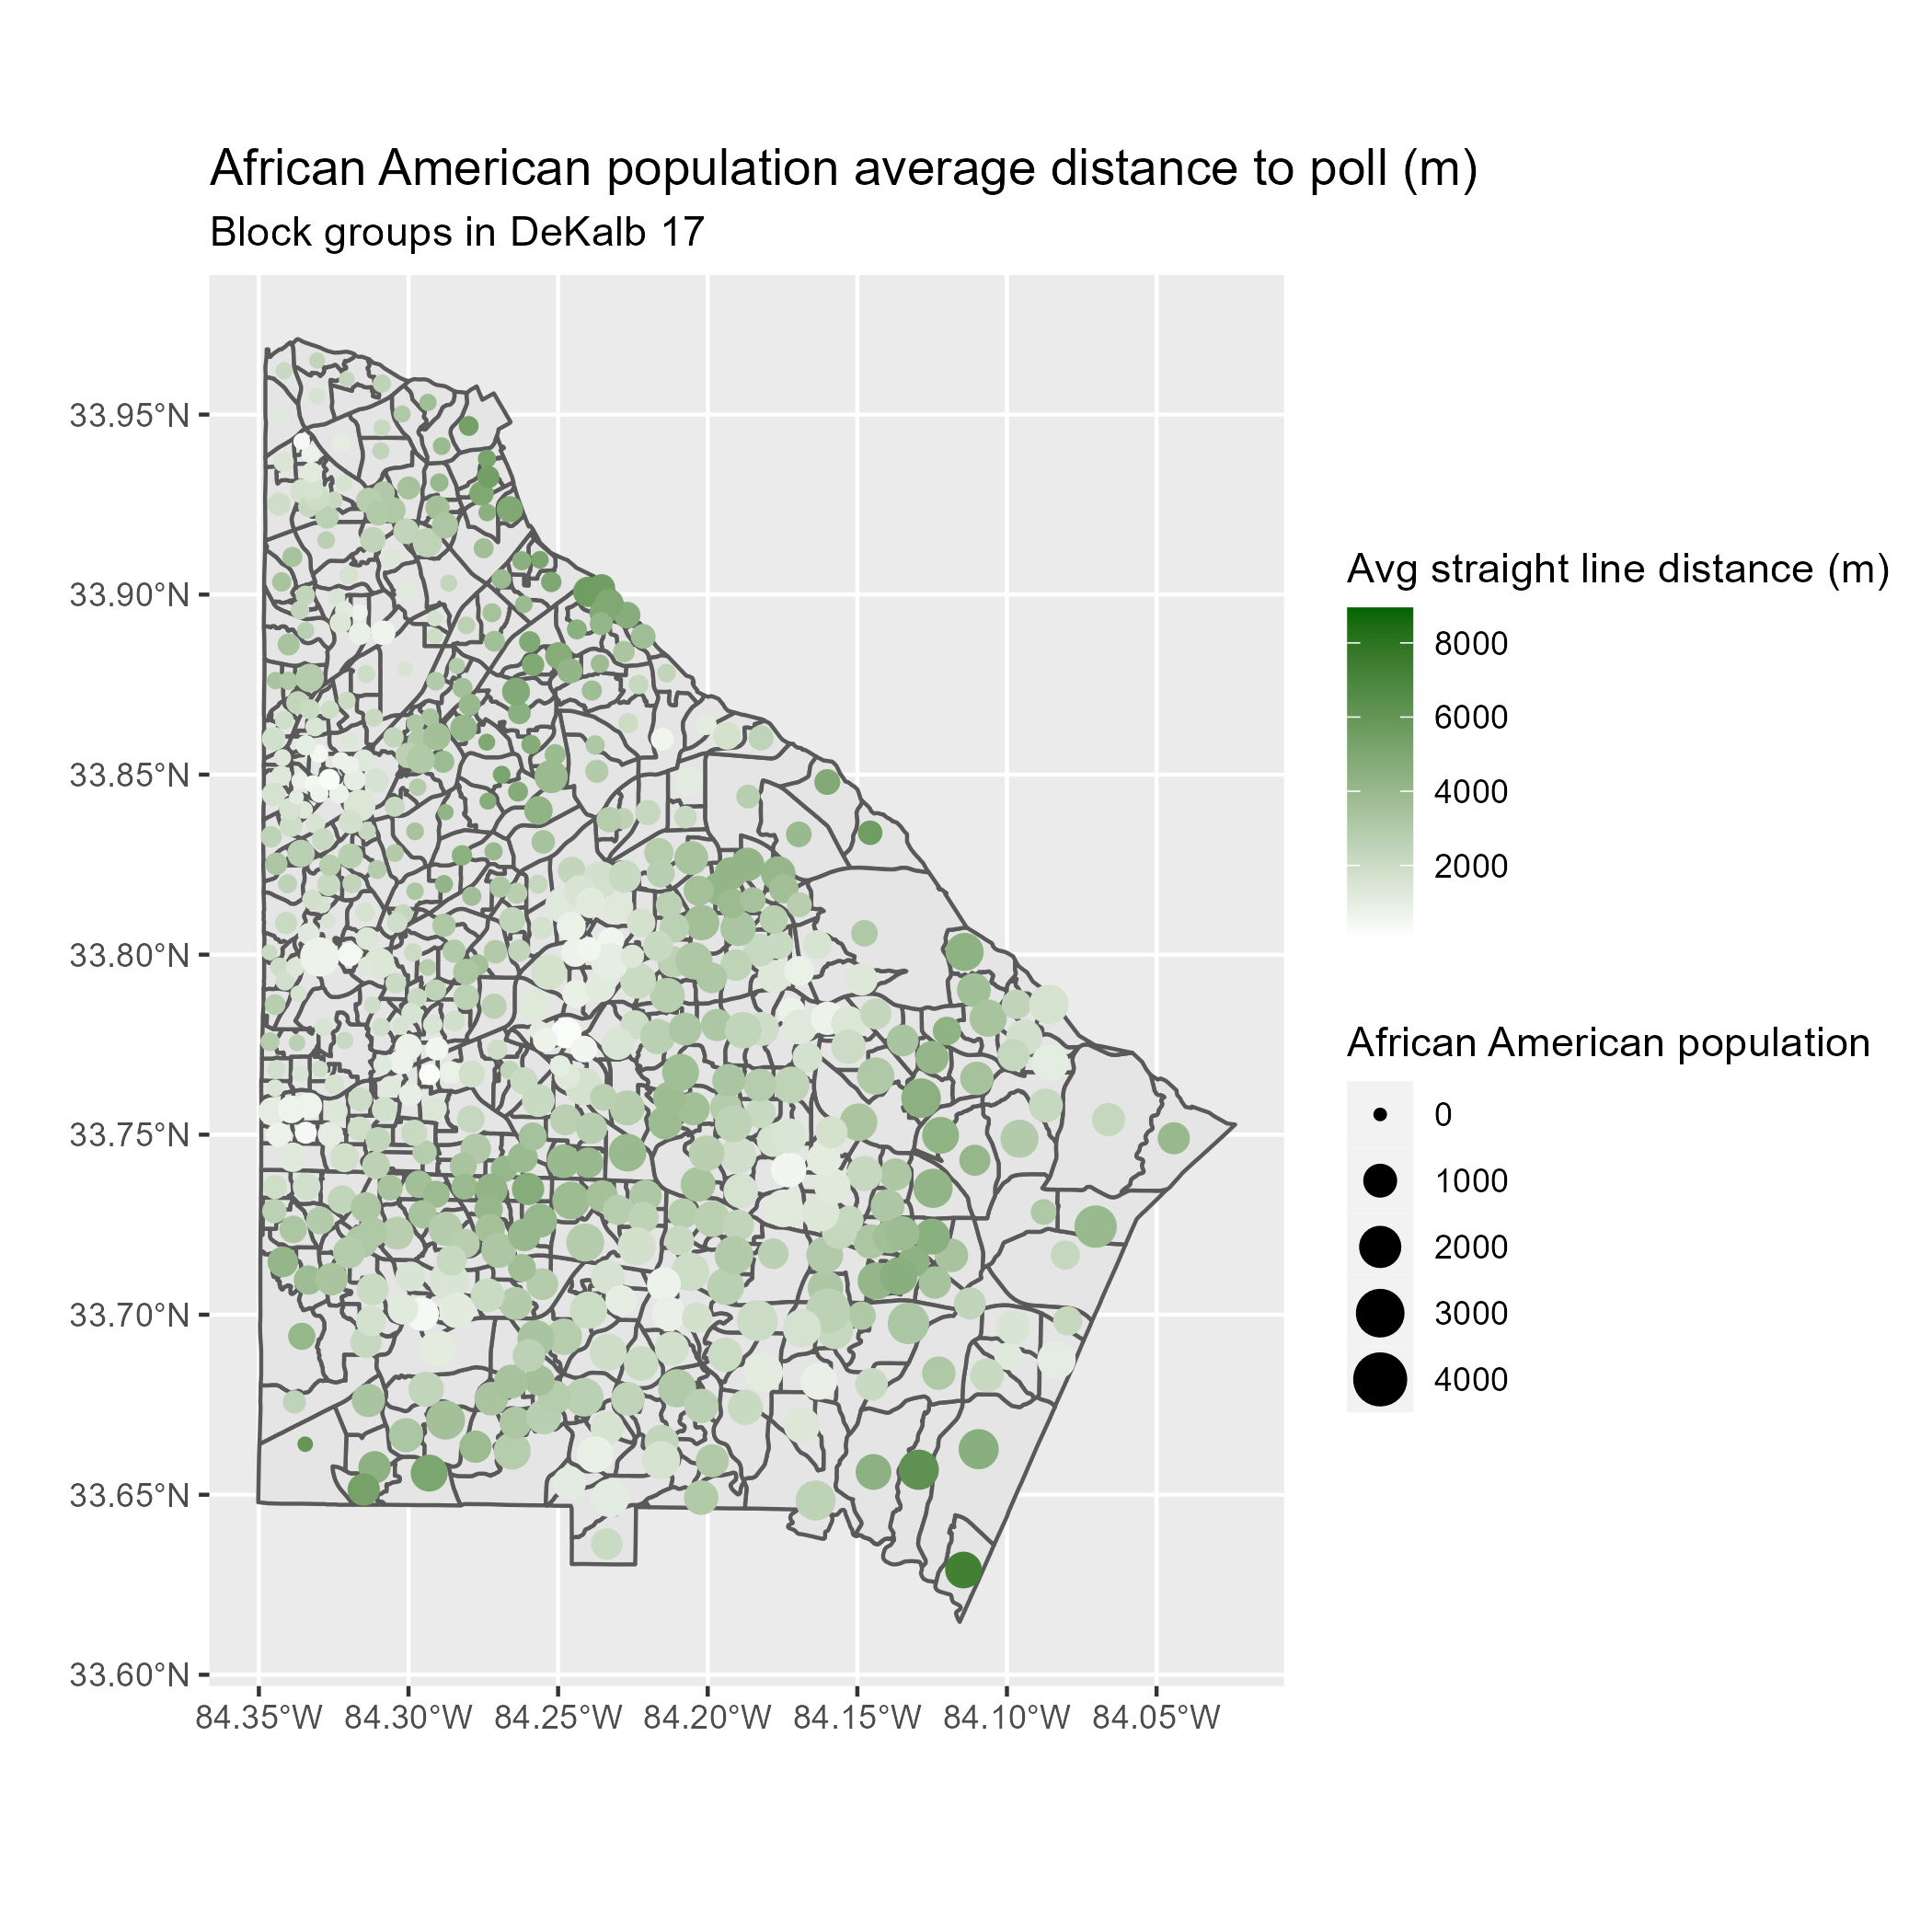 African American population average distance to poll (m)
Block groups in DeKalb 17
33.95°N
33.90°N
33.85°N
33.80°N
33.75°N
33.70°N
33.65°N
33.60°N
84.35°W 84.30°W 84.25°W 84.20°W 84.15°W 84.10°W 84.05°W
Avg straight line distance (m)
8000
6000
4000
2000
African American population
0
1000
2000
3000
4000